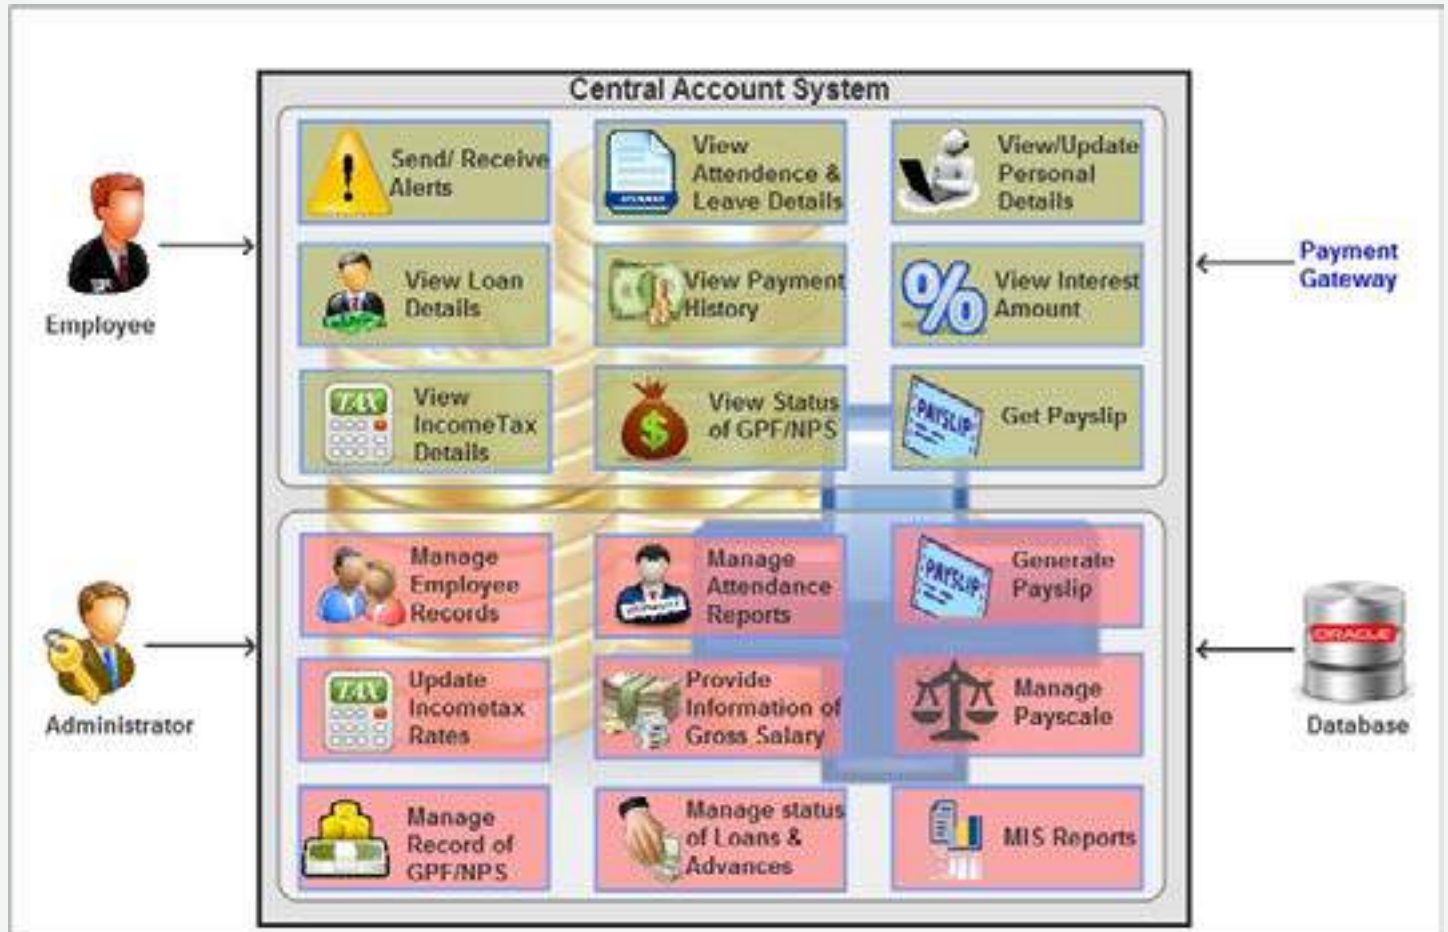 Central Account System
Send/ Receive
Alerts
View
Attendence &
Leave Details
View/Update
Personal
Details
Employee
View Loan
Details
View Payment
History
View Interest
Amount
Payment
Gateway
TAX
View
IncomeTax
Details
View Status
of GPF/NPS
PAYSLIP
Get Payslip
Manage
Employee
Records
Manage
Attendance
Reports
PAYSLIP
Generate
Payslip
Administrator
TAX
Update
Incometax
Rates
Provide
Information of
Gross Salary
Manage
Payscale
ORACLE
Database
Manage
Record of
GPF/NPS
Manage status
of Loans &
Advances
MIS Reports